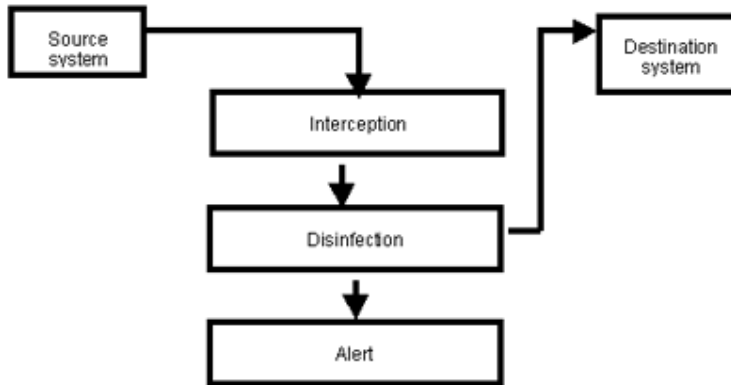 Source
system
Destination
system
Interception
Disinfection
Alert